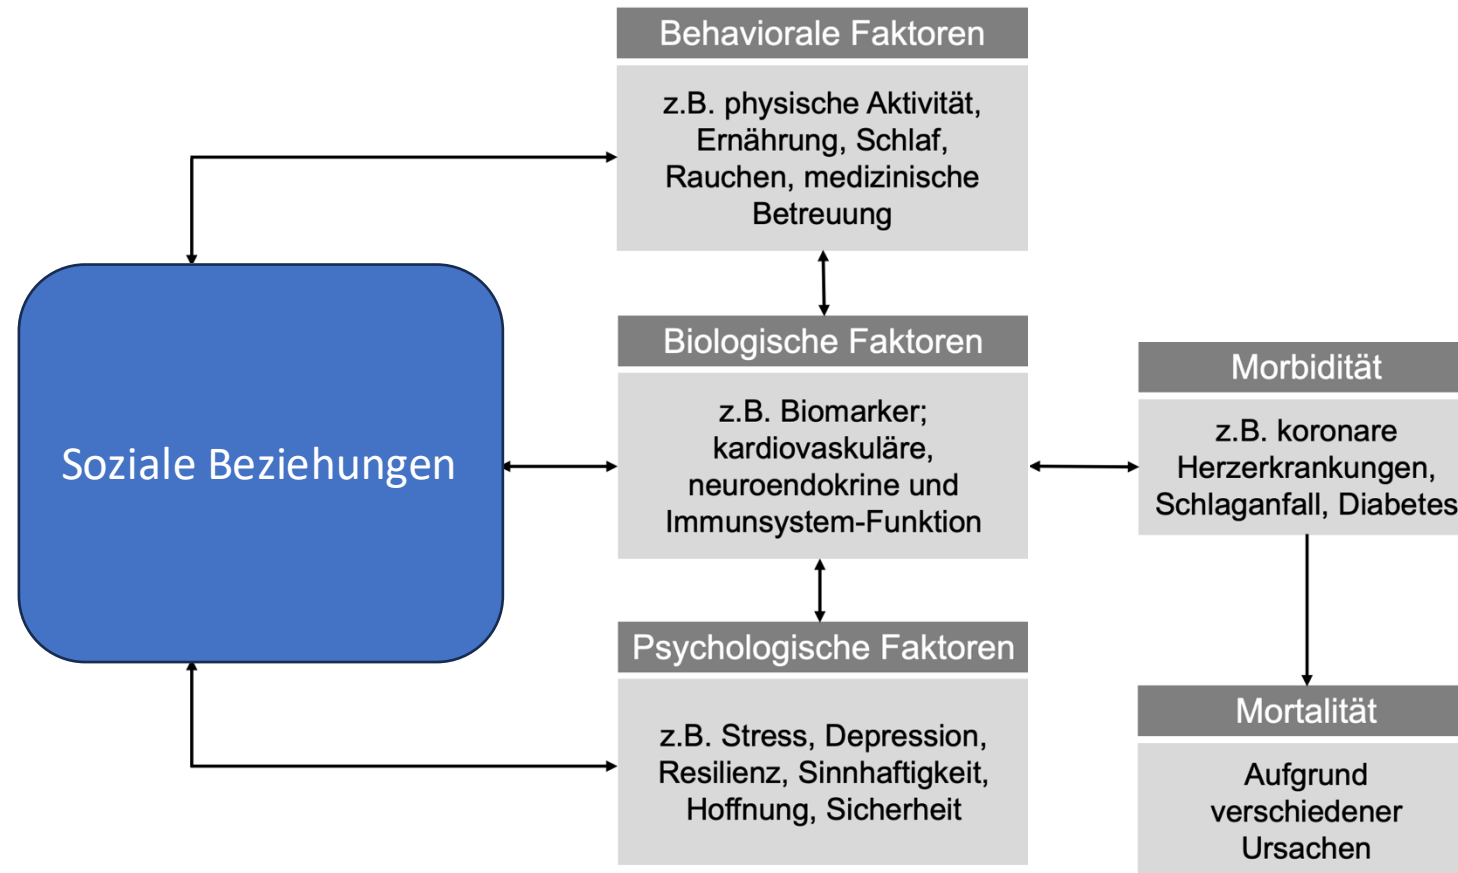 Behaviorale Faktoren
z.B. physische Aktivität,
Ernährung, Schlaf,
Rauchen, medizinische
Betreuung
Soziale Beziehungen
Biologische Faktoren
z.B. Biomarker;
kardiovaskuläre,
neuroendokrine und
Immunsystem-Funktion
Psychologische Faktoren
z.B. Stress, Depression,
Resilienz, Sinnhaftigkeit,
Hoffnung, Sicherheit
Morbidität
z.B. koronare
Herzerkrankungen,
Schlaganfall, Diabetes
Mortalität
Aufgrund
verschiedener
Ursachen